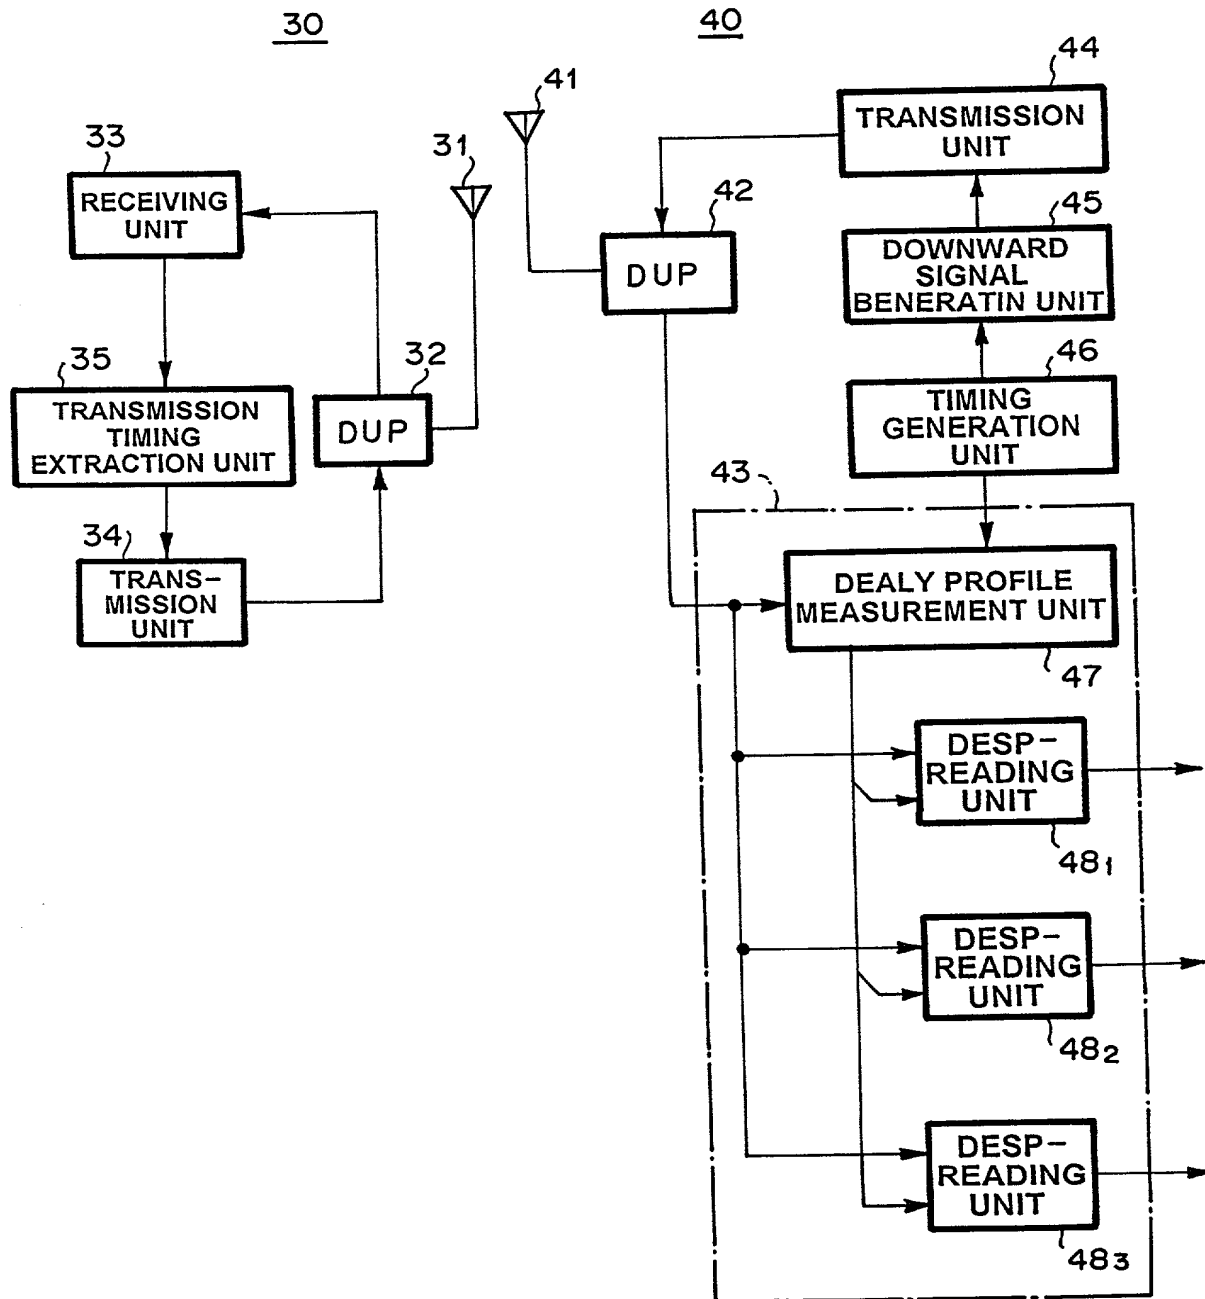 30
40
41
44
TRANSMISSION
UNIT
33
RECEIVING
UNIT
31
42
DUP
45
DOWNWARD
SIGNAL
BENERATIN UNIT
35
TRANSMISSION
TIMING
EXTRACTION UNIT
32
DUP
46
TIMING
GENERATION
UNIT
43
34
TRANS-
MISSION
UNIT
DEALY PROFILE
MEASUREMENT UNIT
47
DESP-
READING
UNIT
481
DESP-
READING
UNIT
482
DESP-
READING
UNIT
483